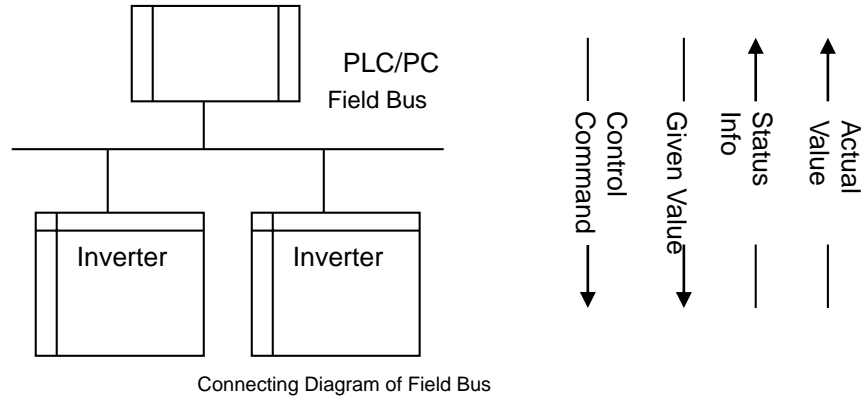 PLC/PC
Field Bus
Inverter
Inverter
Control
Command
Given Value
Status
Info
Actual
Value
Connecting Diagram of Field Bus